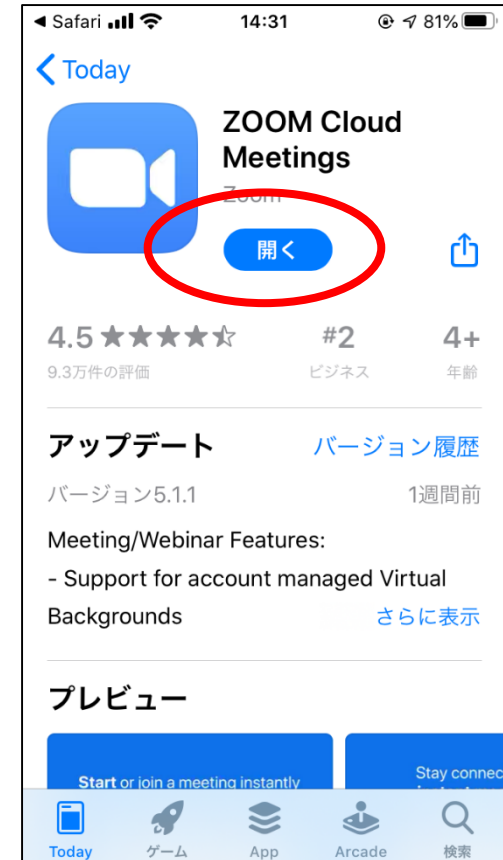 ◀ Safari 14:31 81%
Today
ZOOM Cloud
Meetings
Zoom
開く
4.5 ★★★★☆ #2 4+
9.3万件の評価 ビジネス 年齢
アップデート バージョン履歴
バージョン5.1.1 1週間前
Meeting/Webinar Features:
- Support for account managed Virtual
Backgrounds さらに表示
プレビュー
Start or join a meeting instantly Stay connec
Today ゲーム App Arcade 検索